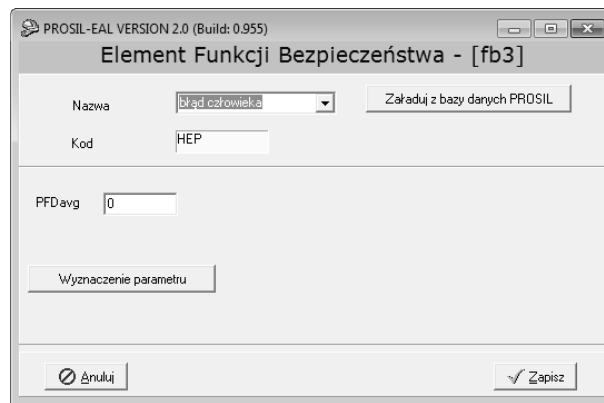 PROSIL-EAL VERSION 2.0 (Build: 0.955)
Element Funkcji Bezpieczeństwa - [fb3]
Nazwa błąd człowieka Załaduj z bazy danych PROSIL
Kod HEP
PFDavg 0
Wyznaczenie parametru
Anuluj Zapisz